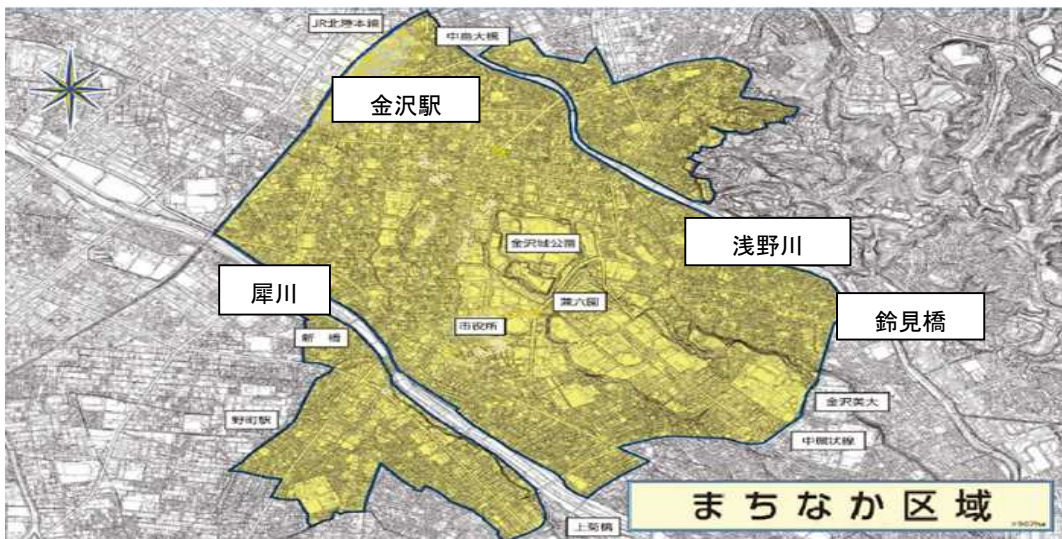 JR北陸本線
中島大橋
金沢駅
浅野川
金沢城公園
犀川
兼六園
鈴見橋
市役所
新橋
金沢美大
野町駅
中環状線
まちなか区域
上菊橋